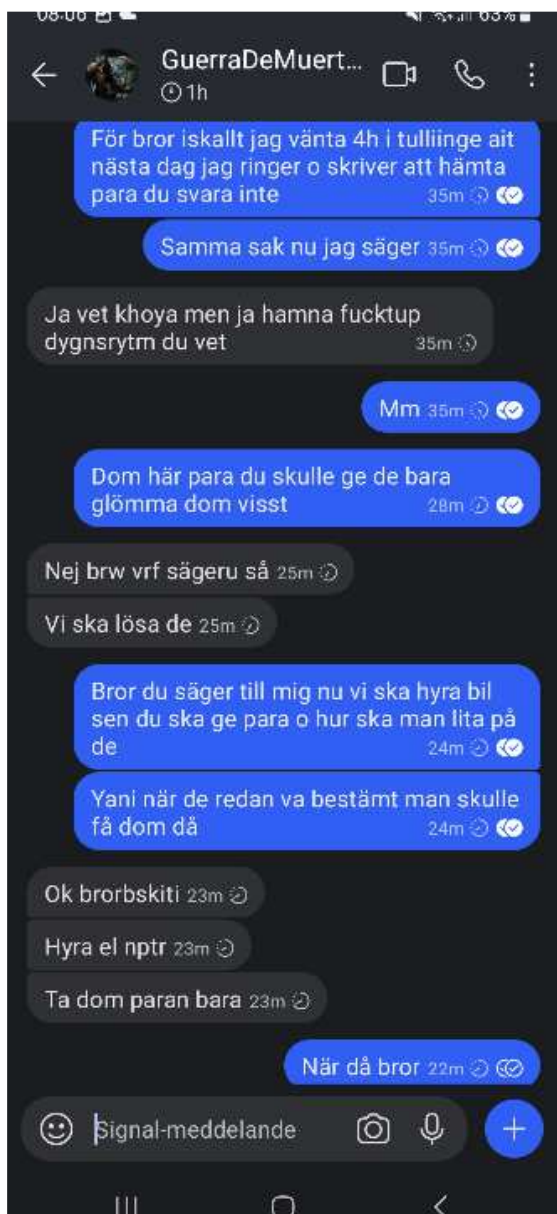 08:06 63%
GuerraDeMuert...
1h
För bror iskallt jag vänta 4h i tulliinge ait
nästa dag jag ringer o skriver att hämta
para du svara inte 35m
Samma sak nu jag säger 35m
Ja vet khoya men ja hamna fucktup
dygnsrytm du vet 35m
Mm 35m
Dom här para du skulle ge de bara
glömma dom visst 28m
Nej brw vrf sägeru så 25m
Vi ska lösa de 25m
Bror du säger till mig nu vi ska hyra bil
sen du ska ge para o hur ska man lita på
de 24m
Yani när de redan va bestämt man skulle
få dom då 24m
Ok brorbskiti 23m
Hyra el nptr 23m
Ta dom paran bara 23m
När då bror 22m
Signal-meddelande